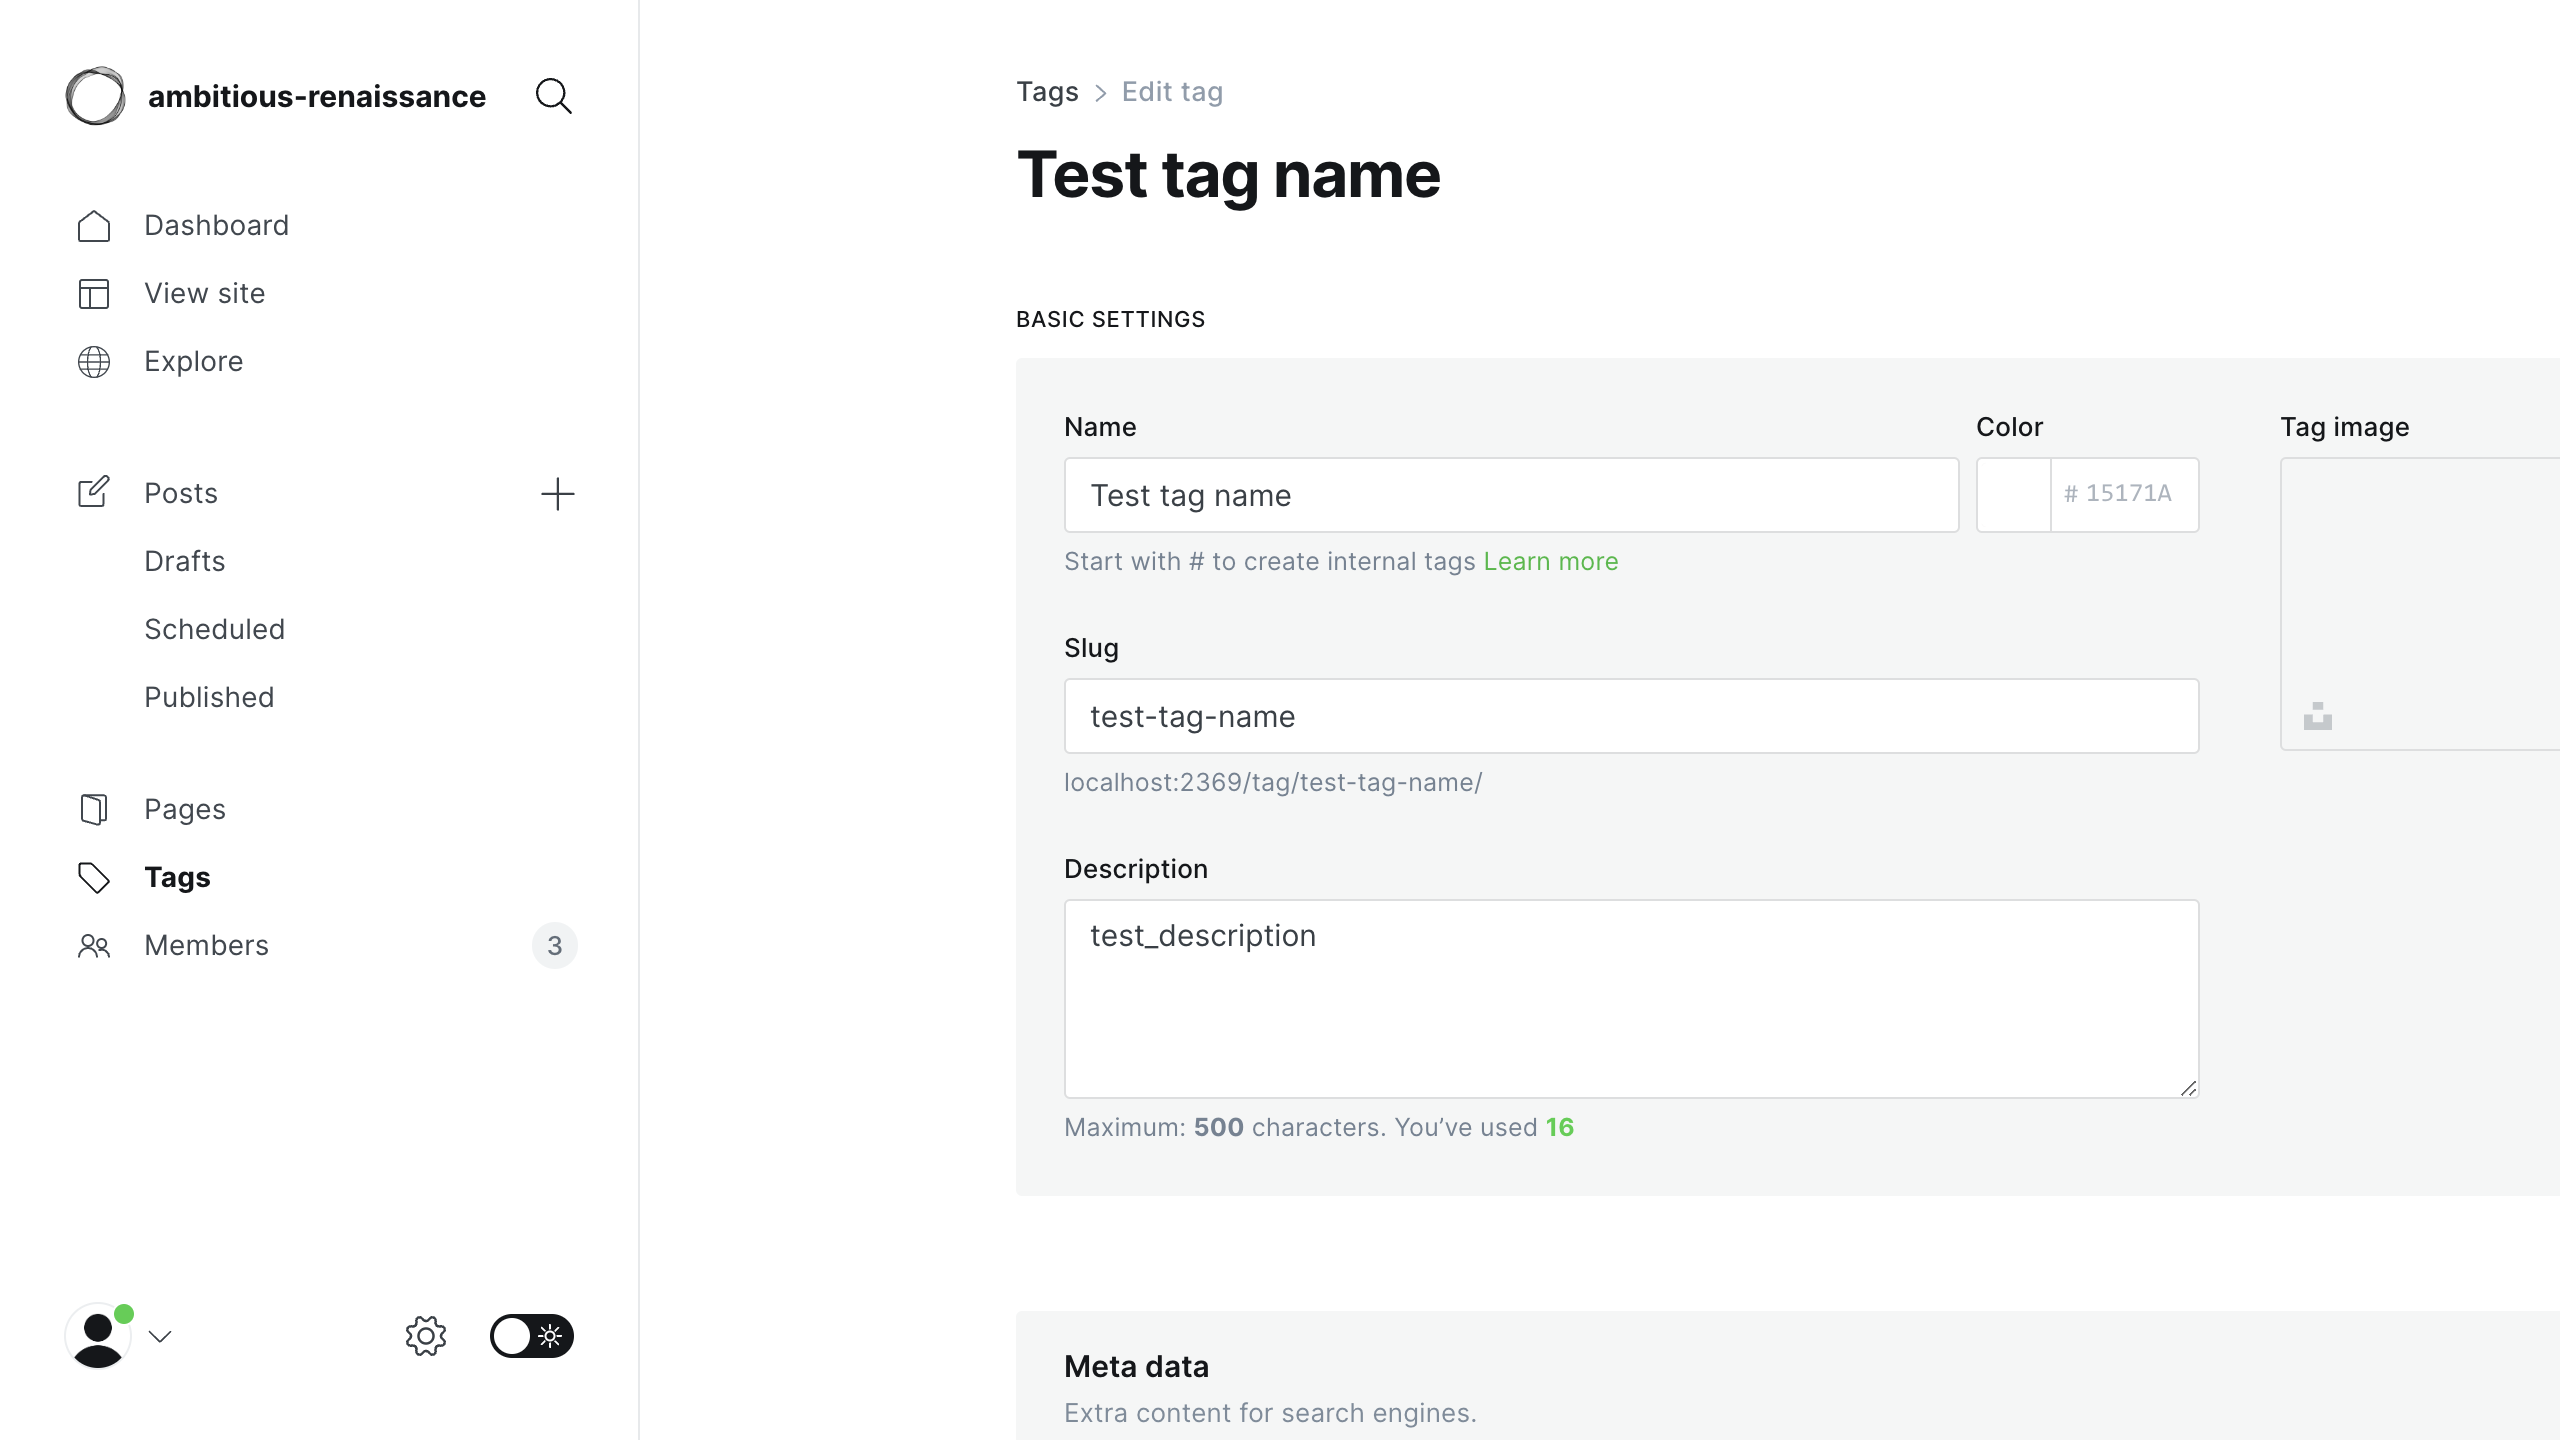 ambitious-renaissance
Dashboard
View site
Explore
Posts
Drafts
Scheduled
Published
Pages
Tags
Members
3
Tags > Edit tag
Test tag name
BASIC SETTINGS
Name
Test tag name
Start with # to create internal tags Learn more
Color
# 15171A
Slug
test-tag-name
localhost:2369/tag/test-tag-name/
Description
test_description
Maximum: 500 characters. You’ve used 16
Tag image
Meta data
Extra content for search engines.